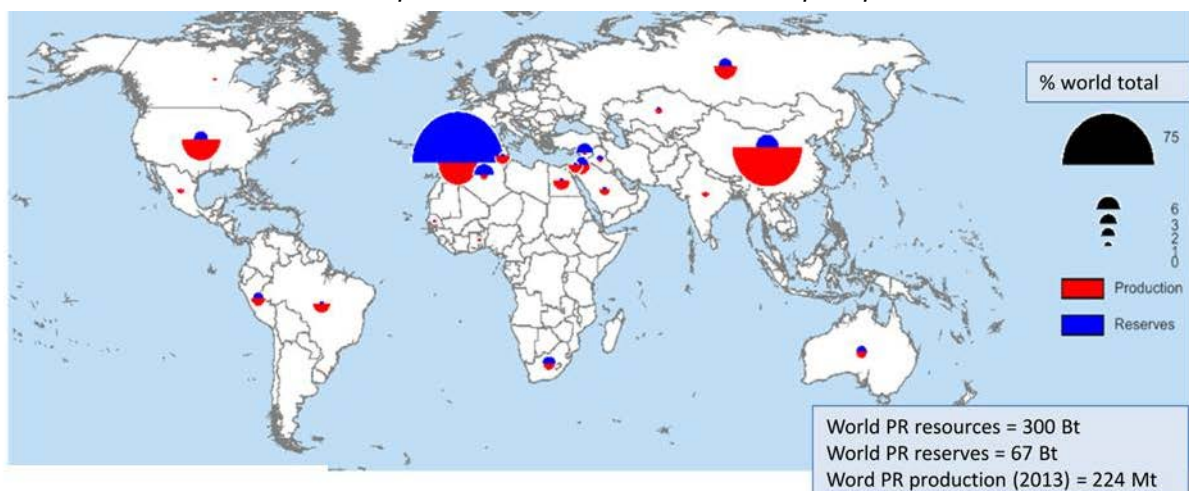 % world total
75
6
3
2
1
0
Production
Reserves
World PR resources = 300 Bt
World PR reserves = 67 Bt
Word PR production (2013) = 224 Mt